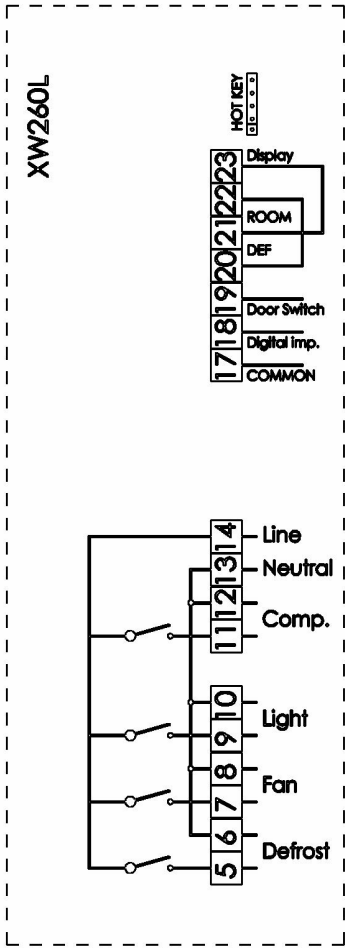 XW260L
HOT KEY
23 Display
22
ROOM
21
DEF
20
19
Door Switch
18
Digital imp.
17
COMMON
14 Line
13 Neutral
12
Comp.
11
10
Light
9
8
Fan
7
6
Defrost
5